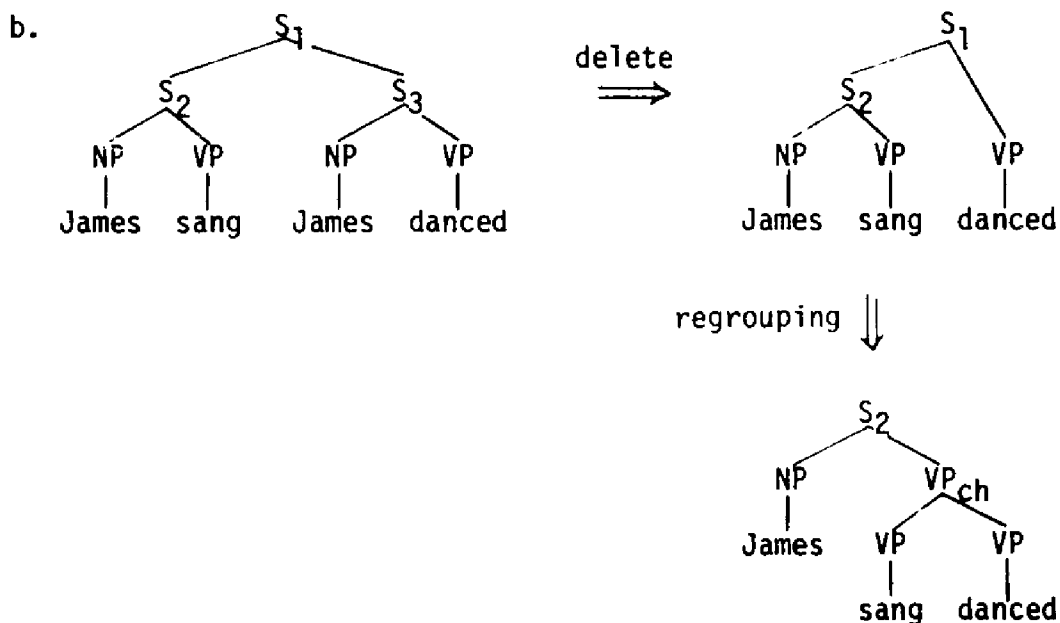 b.
S1 S1
delete
S2 S3 S2
NP VP NP VP NP VP VP
James sang James danced James sang danced
regrouping
S2
NP VPch
James VP VP
sang danced